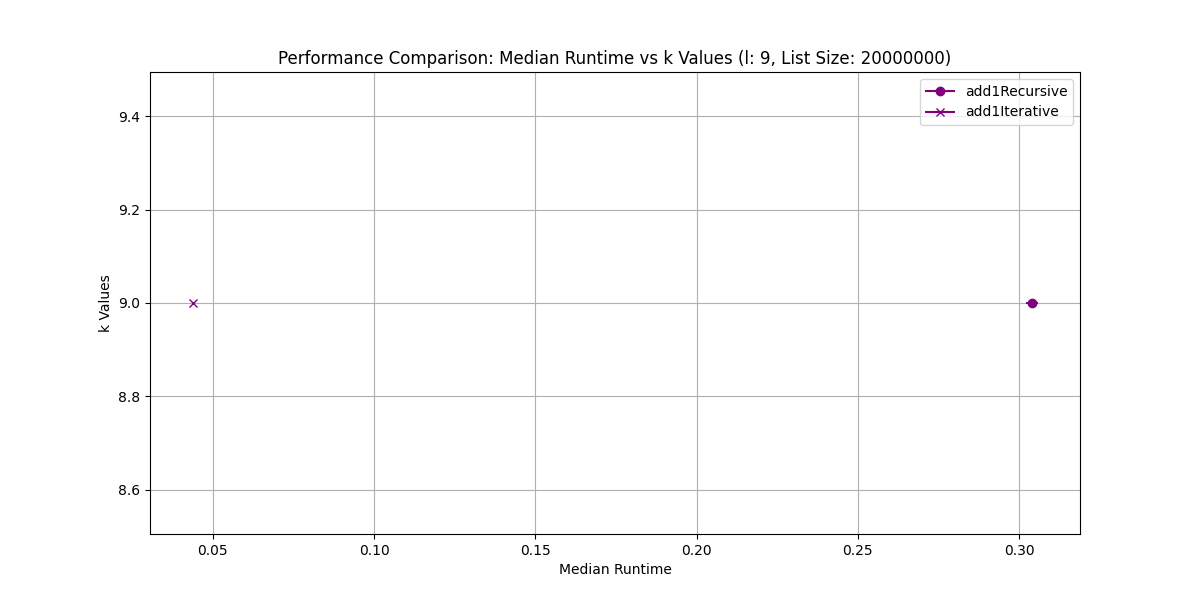 Performance Comparison: Median Runtime vs k Values (l: 9, List Size: 20000000)
add1Recursive
add1Iterative
k Values
9.4
9.2
9.0
8.8
8.6
0.05 0.10 0.15 0.20 0.25 0.30
Median Runtime